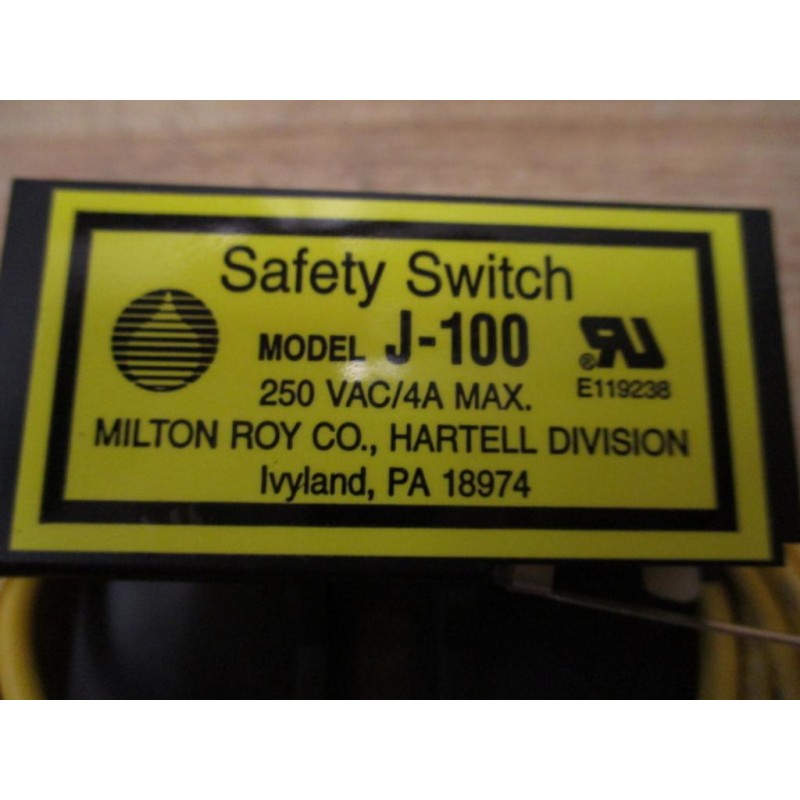 Safety Switch
MODEL J-100
250 VAC/4A MAX.
E119238
MILTON ROY CO., HARTELL DIVISION
Ivyland, PA 18974